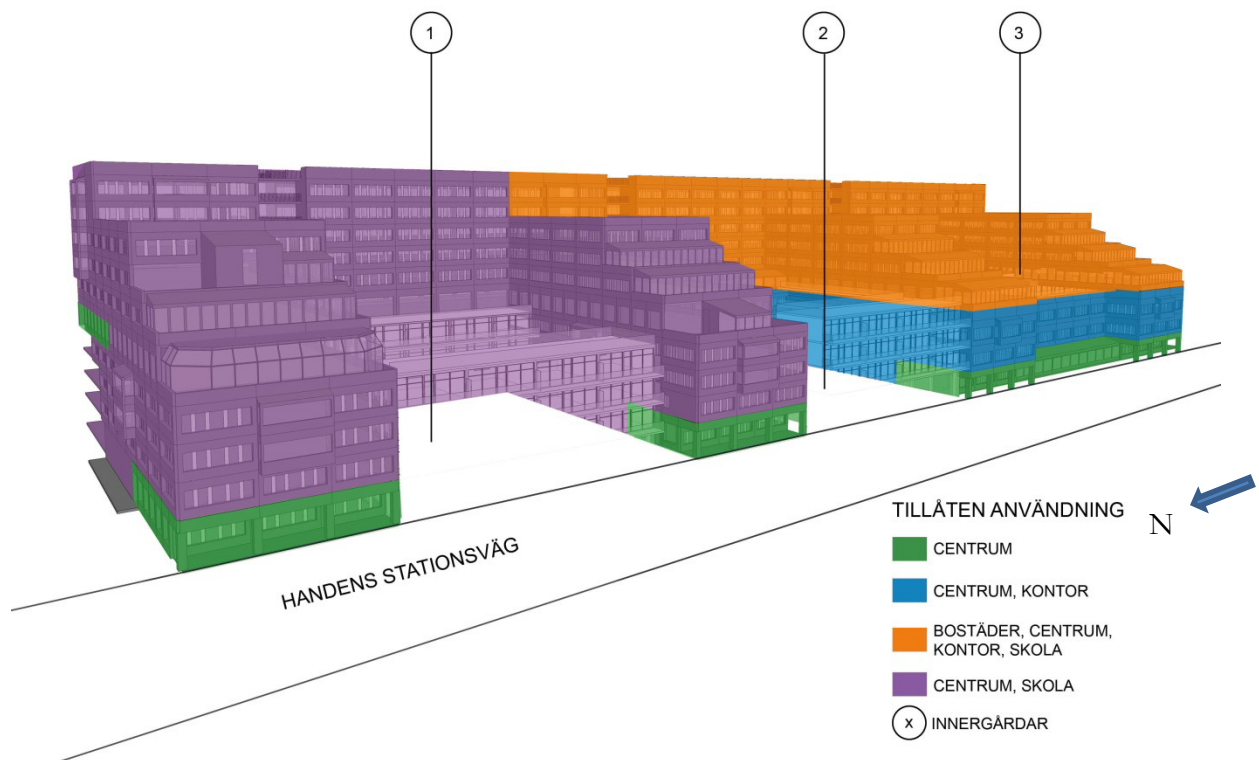 1
2
3
HANDENS STATIONSVÄG
TILLÅTEN ANVÄNDNING
N
CENTRUM
CENTRUM, KONTOR
BOSTÄDER, CENTRUM,
KONTOR, SKOLA
CENTRUM, SKOLA
X INNERGÅRDAR